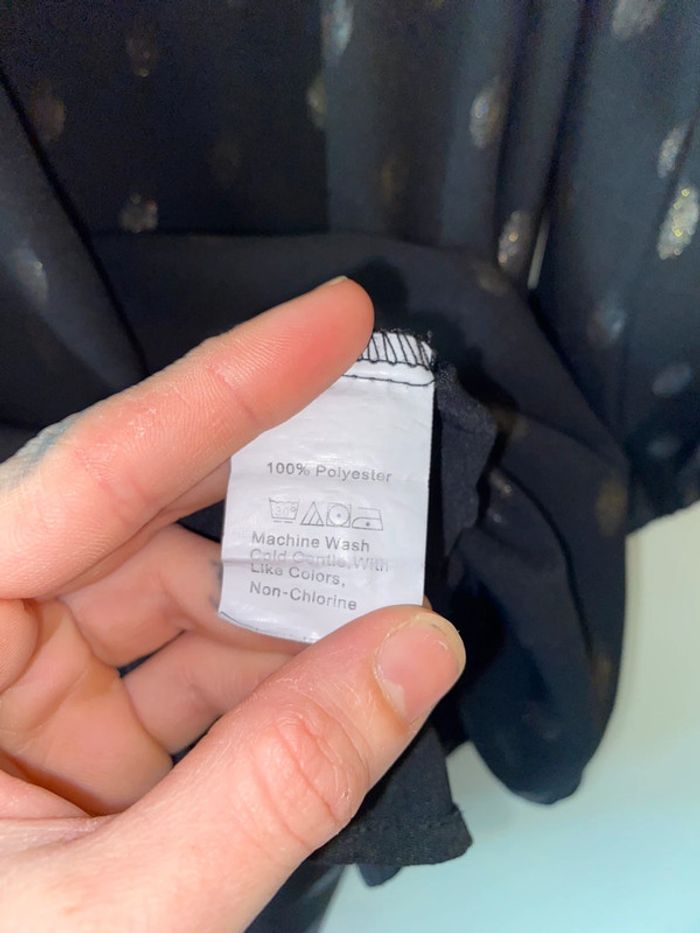 100% Polyester
30°
Machine Wash
Cold Gentle, With
Like Colors,
Non-Chlorine